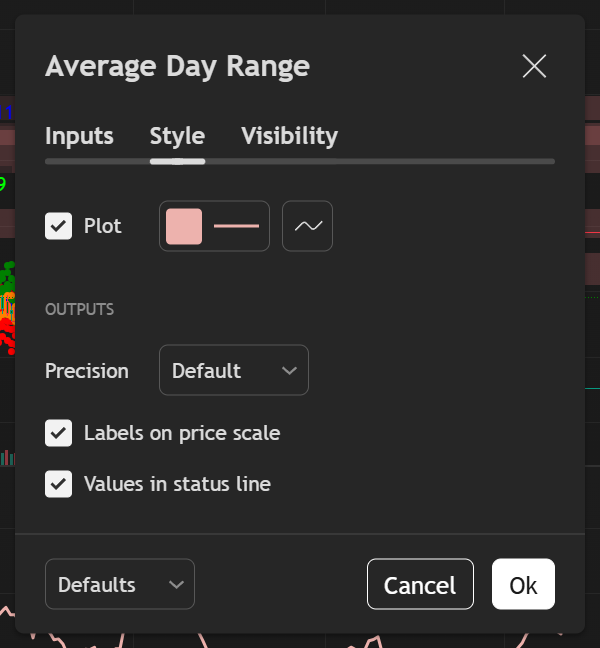 Average Day Range
Inputs Style Visibility
Plot
OUTPUTS
Precision Default
Labels on price scale
Values in status line
Defaults Cancel Ok